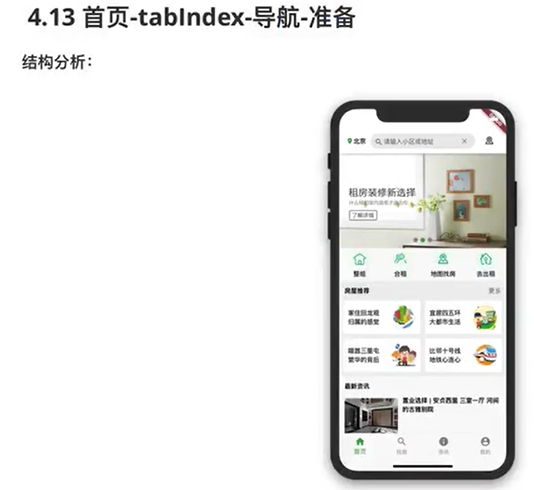 4.13 首页-tabIndex-导航-准备
结构分析：
北京
请输入小区或地址
租房装修新选择
了解详情
整租
合租
地图找房
去出租
房屋推荐
更多
家住回龙观
归属的感觉
宜居四五环
大都市生活
喧嚣三里屯
繁华的背后
比邻十号线
地铁心连心
最新资讯
置业选择 | 安贞西里 三室一厅 河间
的古雅别院
首页
我的